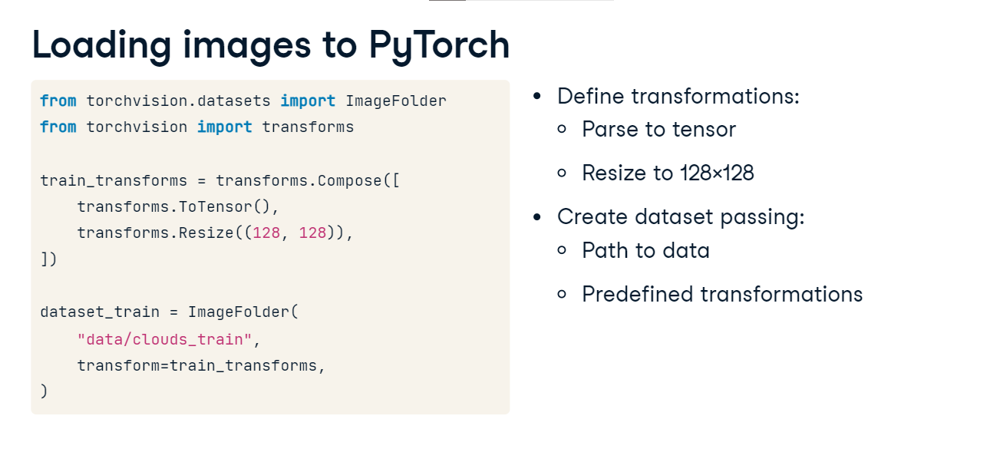 Loading images to PyTorch
from torchvision.datasets import ImageFolder
from torchvision import transforms
train_transforms = transforms.Compose([
    transforms.ToTensor(),
    transforms.Resize((128, 128)),
])
dataset_train = ImageFolder(
    "data/clouds_train",
    transform=train_transforms,
)
• Define transformations:
○ Parse to tensor
○ Resize to 128×128
• Create dataset passing:
○ Path to data
○ Predefined transformations